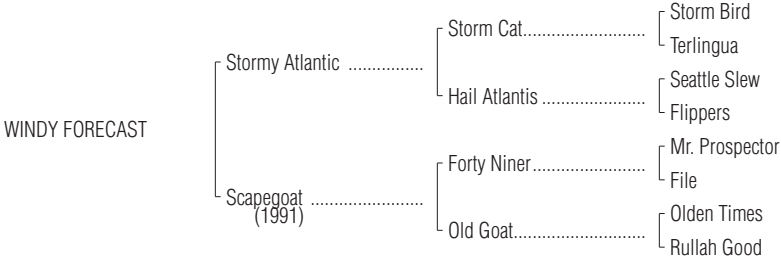 Storm Bird
Storm Cat..........................
Terlingua
Stormy Atlantic ................
Seattle Slew
Hail Atlantis ......................
Flippers
WINDY FORECAST
Mr. Prospector
Forty Niner........................
File
Scapegoat ........................
(1991)
Olden Times
Old Goat............................
Rullah Good